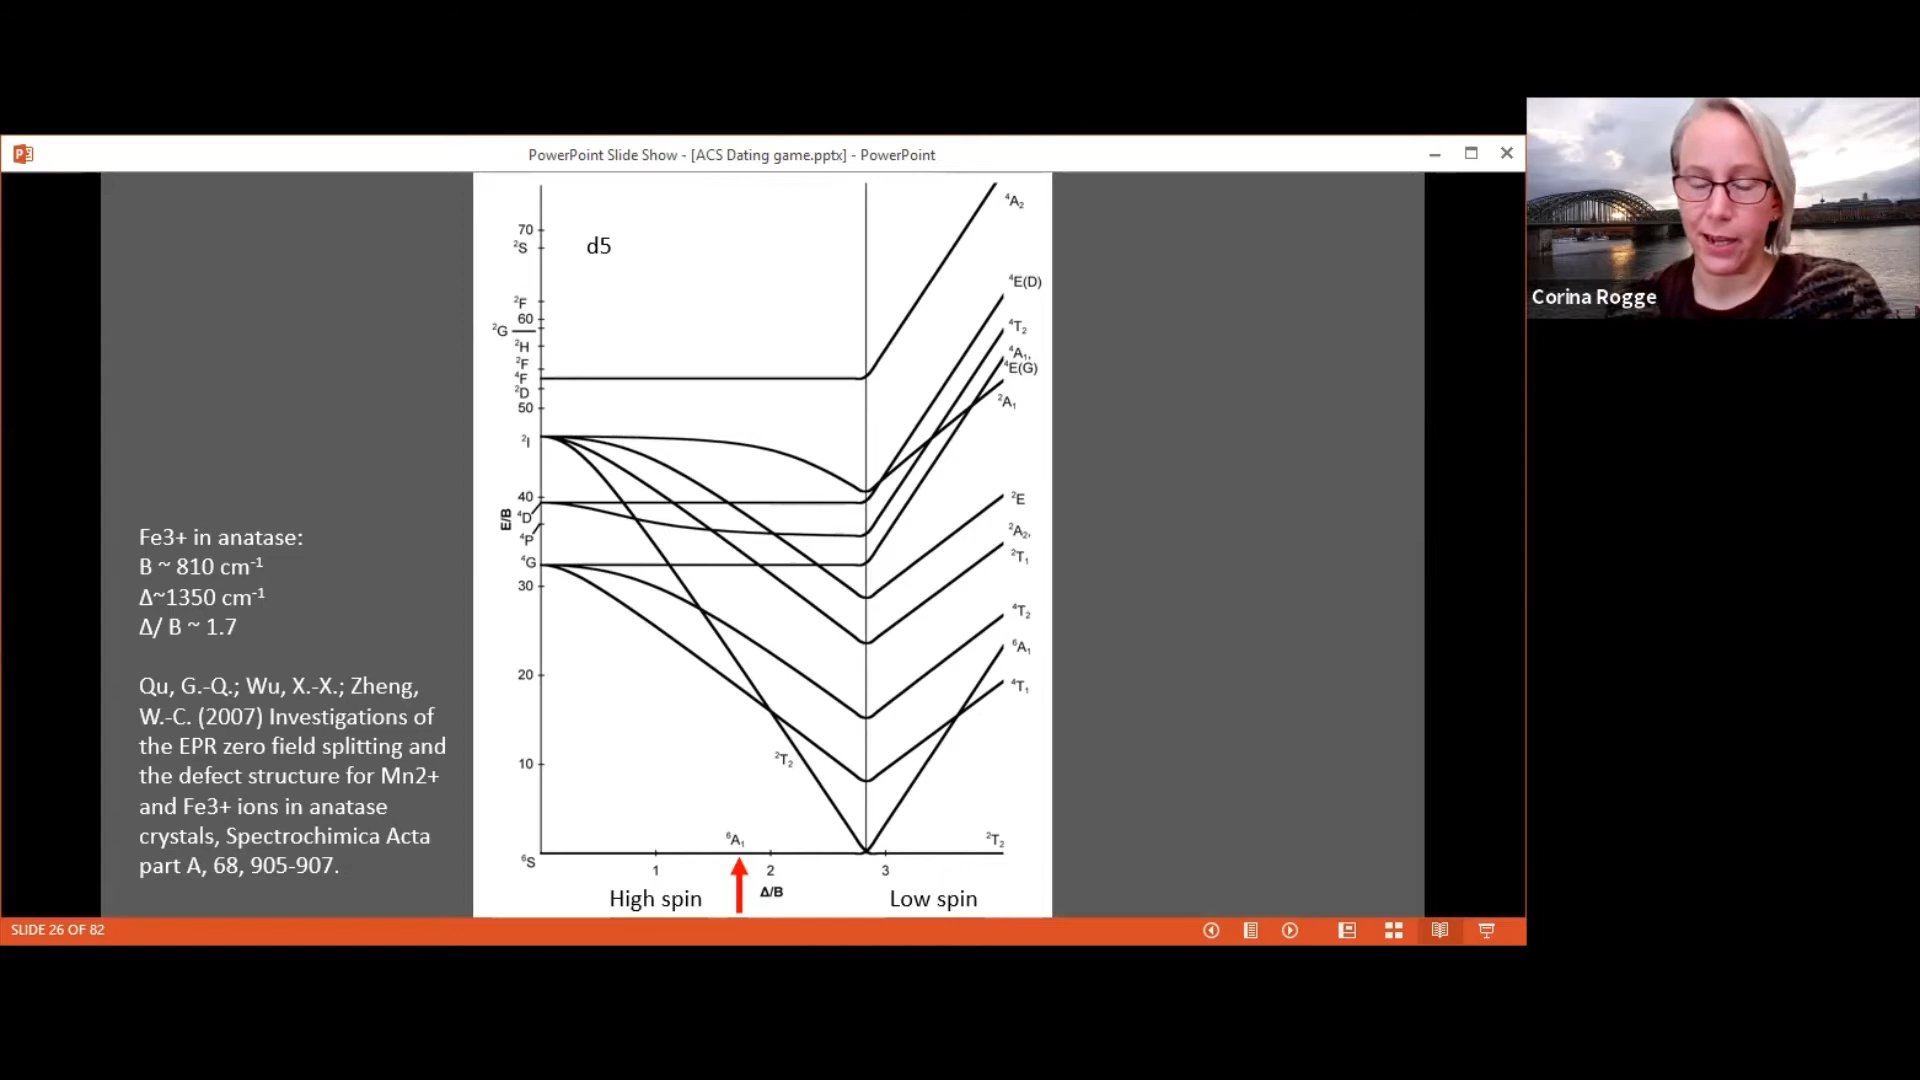 PowerPoint Slide Show - [ACS Dating game.pptx] - PowerPoint
Corina Rogge
Fe3+ in anatase:
B ~ 810 cm-1
Δ~1350 cm-1
Δ/ B ~ 1.7
Qu, G.-Q.; Wu, X.-X.; Zheng,
W.-C. (2007) Investigations of
the EPR zero field splitting and
the defect structure for Mn2+
and Fe3+ ions in anatase
crystals, Spectrochimica Acta
part A, 68, 905-907.
d5
70
²S
²F
60
²G
²H
²F
⁴F
²D
50
²I
40
E/B
⁴D
⁴P
⁴G
30
20
10
⁶S
⁴A₂
⁴E(D)
⁴T₂
⁴A₁,
⁴E(G)
²A₁
²E
²A₂,
²T₁
⁴T₂
⁶A₁
⁴T₁
²T₂
⁶A₁
²T₂
1
2
3
Δ/B
High spin
Low spin
SLIDE 26 OF 82